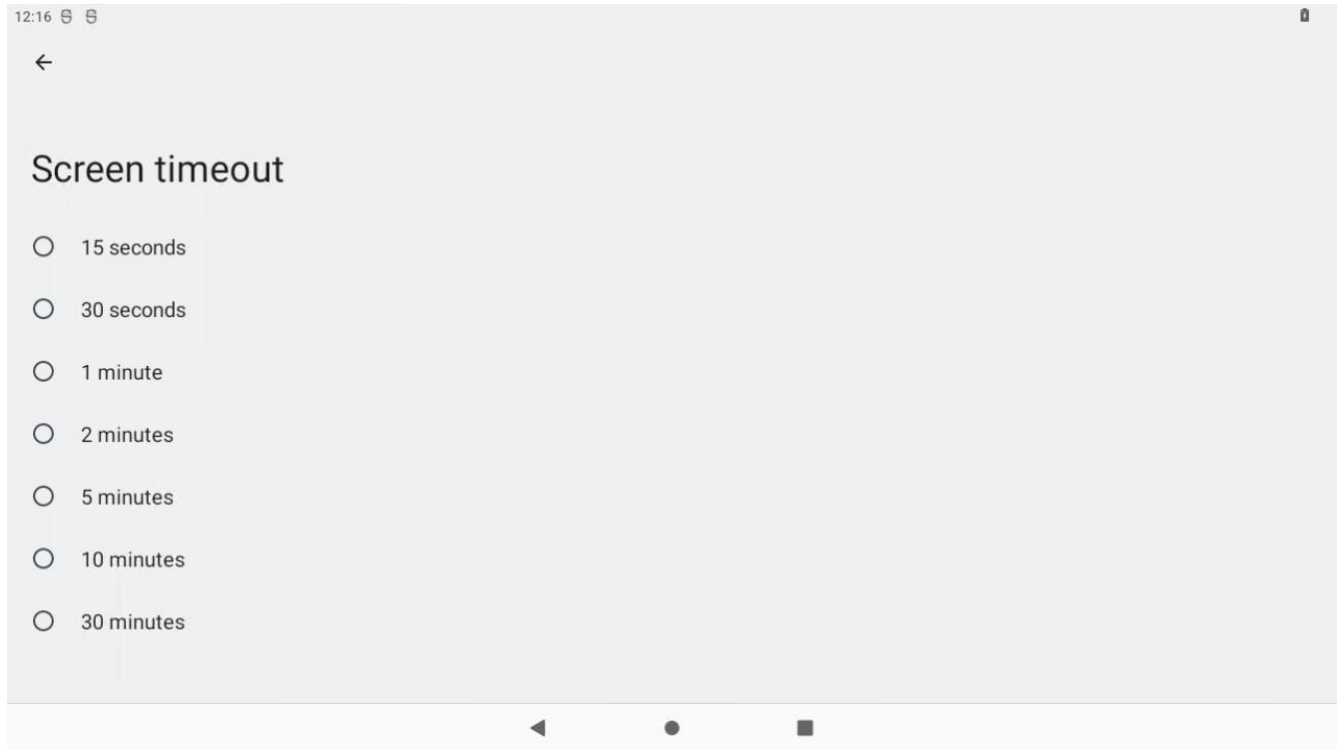 12:16
Screen timeout
15 seconds
30 seconds
1 minute
2 minutes
5 minutes
10 minutes
30 minutes